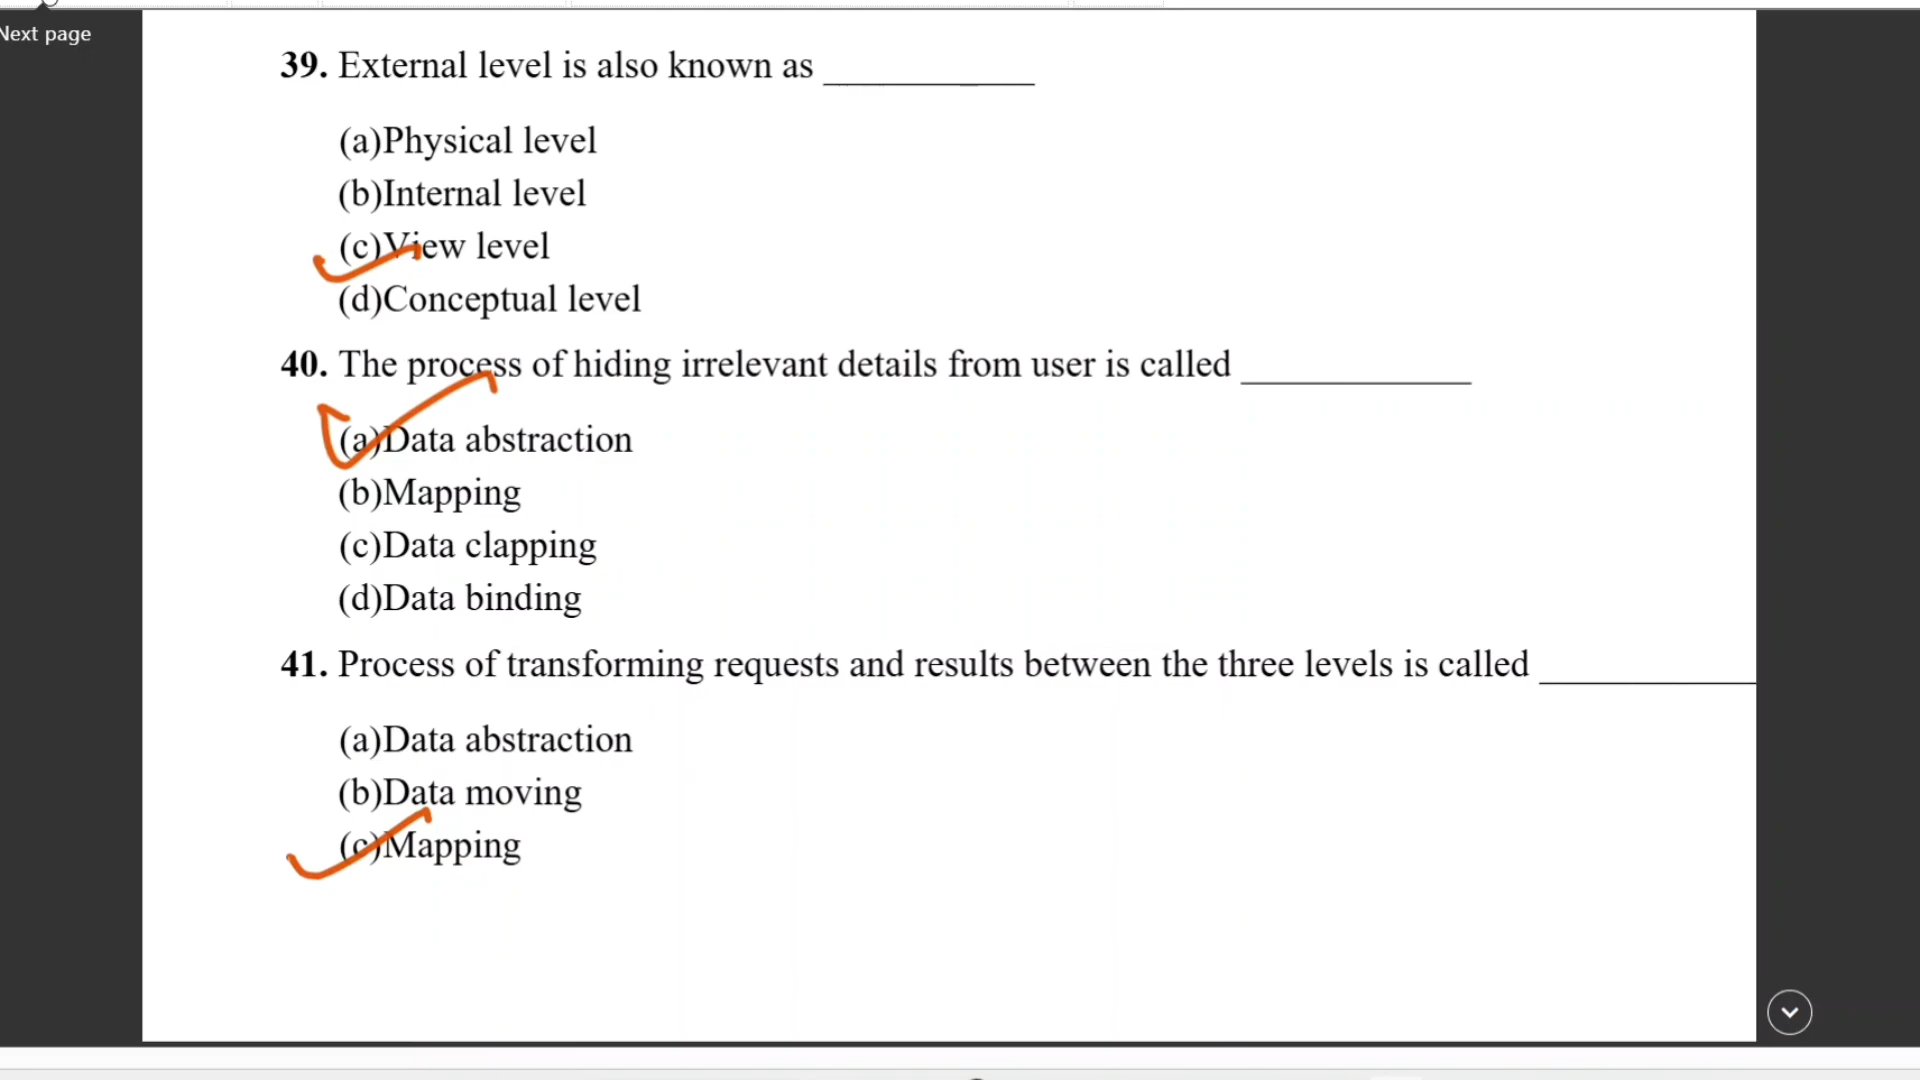 Next page
39. External level is also known as ___________
(a)Physical level
(b)Internal level
(c)View level
(d)Conceptual level
40. The process of hiding irrelevant details from user is called ____________
(a)Data abstraction
(b)Mapping
(c)Data clapping
(d)Data binding
41. Process of transforming requests and results between the three levels is called ___________
(a)Data abstraction
(b)Data moving
(c)Mapping